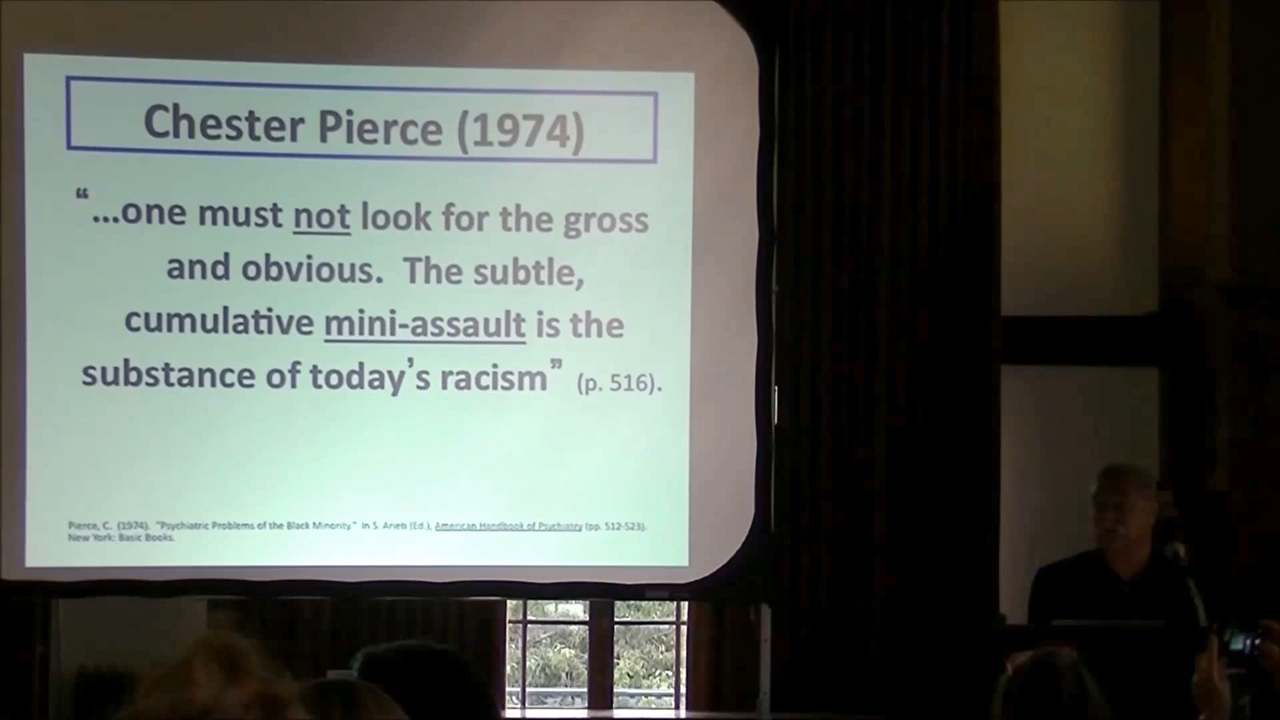 Chester Pierce (1974)
“...one must not look for the gross
and obvious. The subtle,
cumulative mini-assault is the
substance of today’s racism” (p. 516).
Pierce, C. (1974). “Psychiatric Problems of the Black Minority.” In S. Arieti (Ed.), American Handbook of Psychiatry (pp. 512-523).
New York: Basic Books.